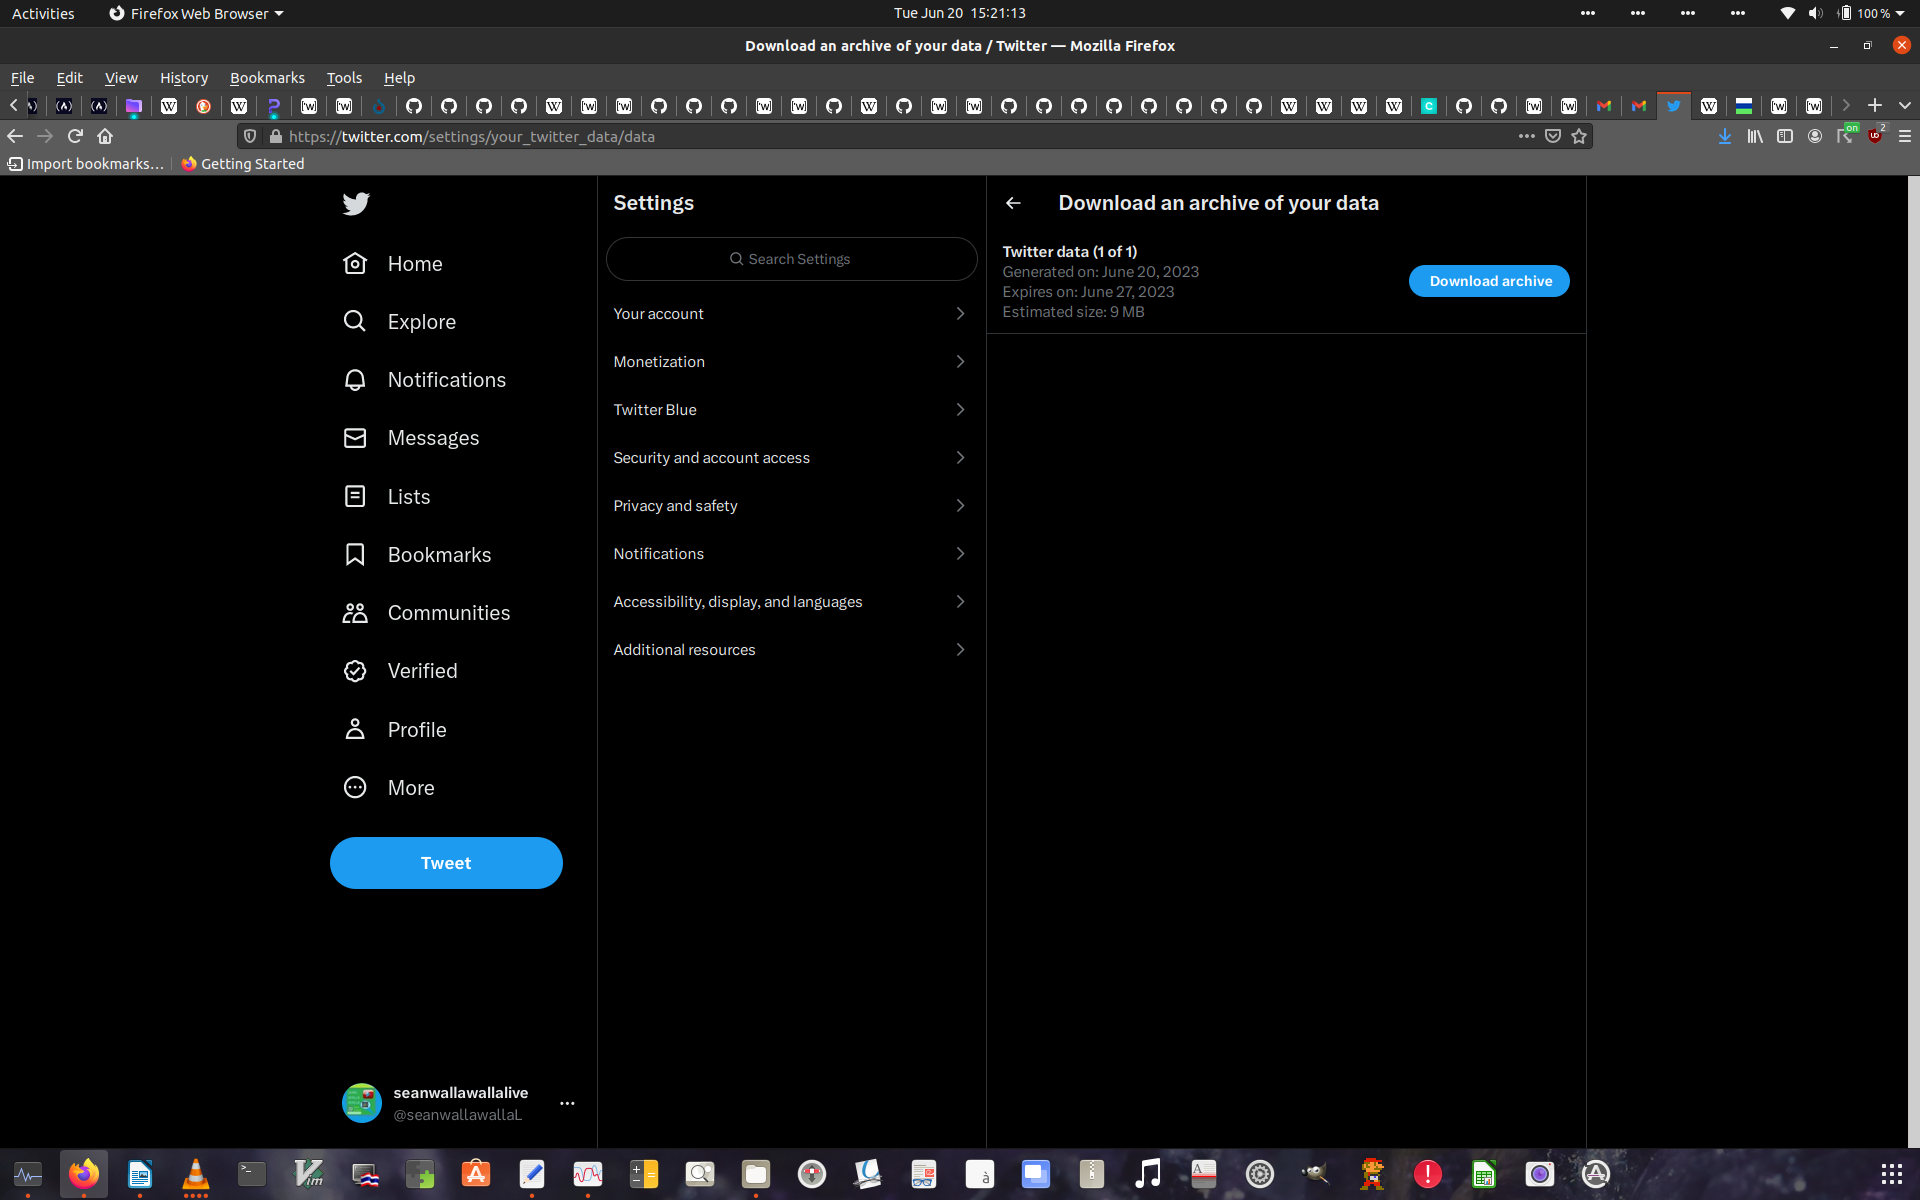 Activities
Firefox Web Browser
Tue Jun 20 15:21:13
100 %
Download an archive of your data / Twitter — Mozilla Firefox
File Edit View History Bookmarks Tools Help
https://twitter.com/settings/your_twitter_data/data
on
2
Import bookmarks…
Getting Started
Home
Explore
Notifications
Messages
Lists
Bookmarks
Communities
Verified
Profile
More
Tweet
seanwallawallalive
@seanwallawallaL
Settings
Search Settings
Your account
Monetization
Twitter Blue
Security and account access
Privacy and safety
Notifications
Accessibility, display, and languages
Additional resources
Download an archive of your data
Twitter data (1 of 1)
Generated on: June 20, 2023
Expires on: June 27, 2023
Estimated size: 9 MB
Download archive